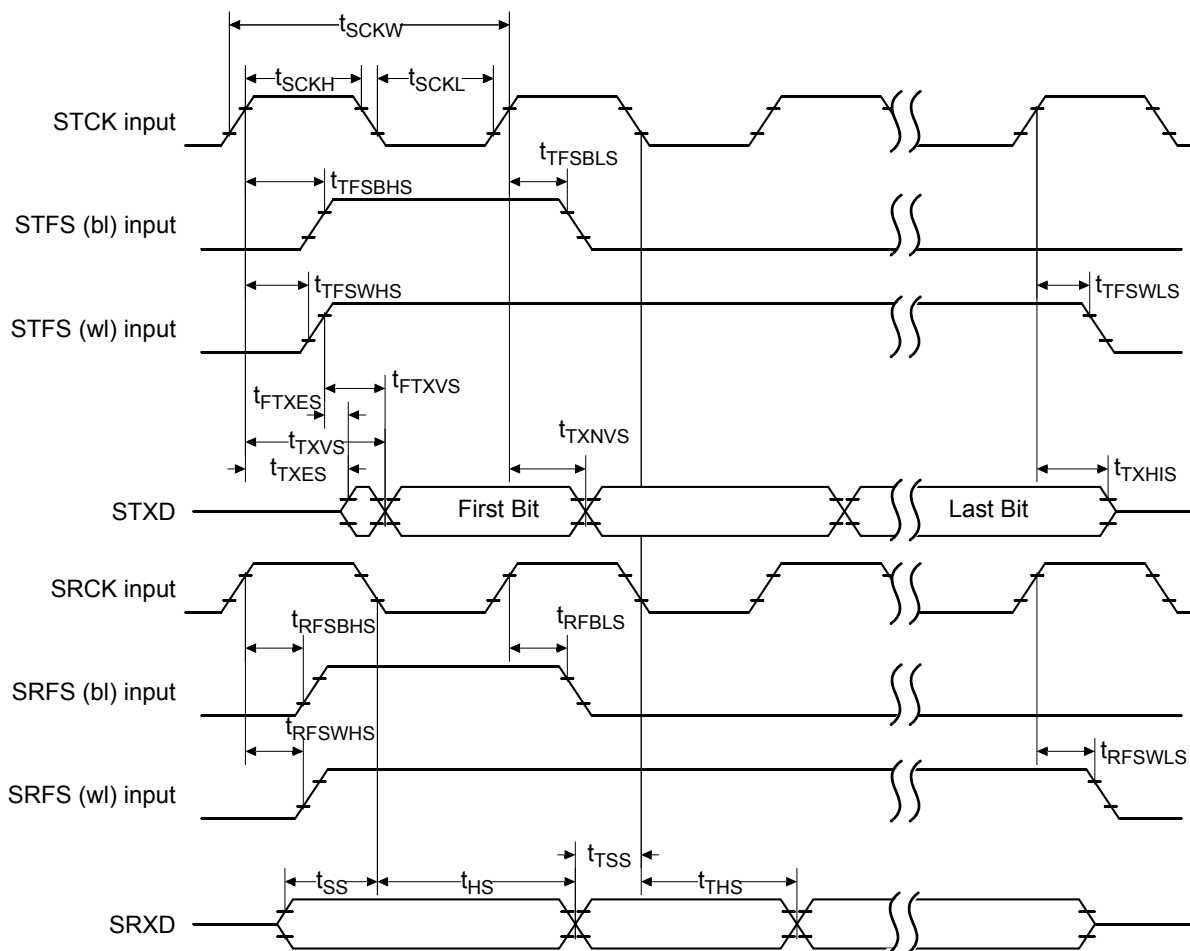 tSCKW
tSCKH
tSCKL
STCK input
tTFSBLS
tTFSBHS
STFS (bl) input
tTFSWHS
tTFSWLS
STFS (wl) input
tFTXVS
tFTXES
tTXVS
tTXNVS
tTXES
tTXHIS
STXD
First Bit
Last Bit
SRCK input
tRFSBHS
tRFBLS
SRFS (bl) input
tRFSWHS
tRFSWLS
SRFS (wl) input
tTSS
tSS
tHS
tTHS
SRXD